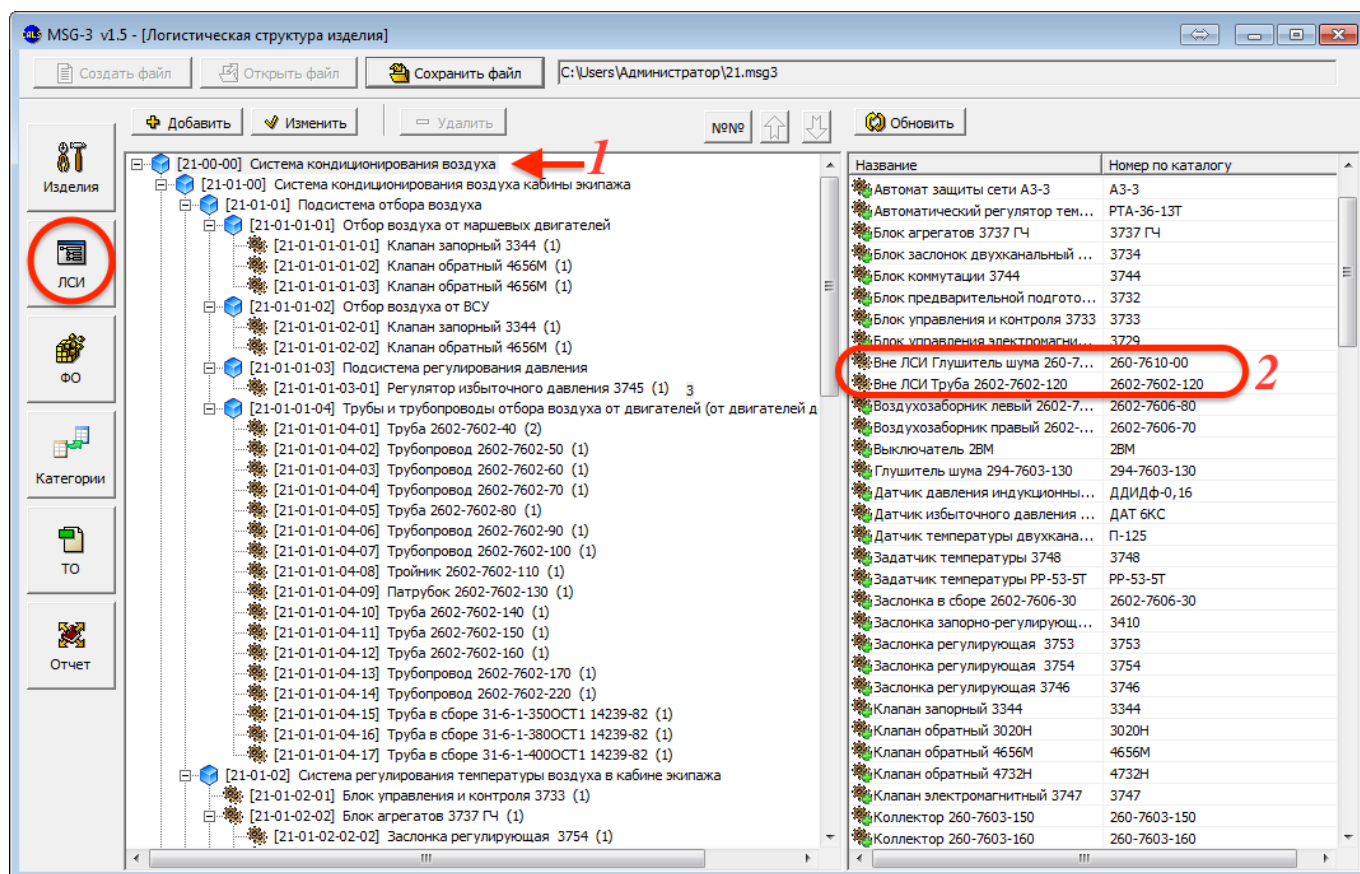 MSG-3 v1.5 - [Логистическая структура изделия]
Создать файл
Открыть файл
Сохранить файл
C:\Users\Администратор\21.msg3
Добавить
Изменить
Удалить
№№
Обновить
Изделия
ЛСИ
ФО
Категории
ТО
Отчет
[21-00-00] Система кондиционирования воздуха
1
[21-01-00] Система кондиционирования воздуха кабины экипажа
[21-01-01] Подсистема отбора воздуха
[21-01-01-01] Отбор воздуха от маршевых двигателей
[21-01-01-01-01] Клапан запорный 3344 (1)
[21-01-01-01-02] Клапан обратный 4656М (1)
[21-01-01-01-03] Клапан обратный 4656М (1)
[21-01-01-02] Отбор воздуха от ВСУ
[21-01-01-02-01] Клапан запорный 3344 (1)
[21-01-01-02-02] Клапан обратный 4656М (1)
[21-01-01-03] Подсистема регулирования давления
[21-01-01-03-01] Регулятор избыточного давления 3745 (1) 3
[21-01-01-04] Трубы и трубопроводы отбора воздуха от двигателей (от двигателей д
[21-01-01-04-01] Труба 2602-7602-40 (2)
[21-01-01-04-02] Трубопровод 2602-7602-50 (1)
[21-01-01-04-03] Трубопровод 2602-7602-60 (1)
[21-01-01-04-04] Трубопровод 2602-7602-70 (1)
[21-01-01-04-05] Труба 2602-7602-80 (1)
[21-01-01-04-06] Трубопровод 2602-7602-90 (1)
[21-01-01-04-07] Трубопровод 2602-7602-100 (1)
[21-01-01-04-08] Тройник 2602-7602-110 (1)
[21-01-01-04-09] Патрубок 2602-7602-130 (1)
[21-01-01-04-10] Труба 2602-7602-140 (1)
[21-01-01-04-11] Труба 2602-7602-150 (1)
[21-01-01-04-12] Труба 2602-7602-160 (1)
[21-01-01-04-13] Трубопровод 2602-7602-170 (1)
[21-01-01-04-14] Трубопровод 2602-7602-220 (1)
[21-01-01-04-15] Труба в сборе 31-6-1-350ОСТ1 14239-82 (1)
[21-01-01-04-16] Труба в сборе 31-6-1-380ОСТ1 14239-82 (1)
[21-01-01-04-17] Труба в сборе 31-6-1-400ОСТ1 14239-82 (1)
[21-01-02] Система регулирования температуры воздуха в кабине экипажа
[21-01-02-01] Блок управления и контроля 3733 (1)
[21-01-02-02] Блок агрегатов 3737 ГЧ (1)
[21-01-02-02-02] Заслонка регулирующая 3754 (1)
Название Номер по каталогу
Автомат защиты сети АЗ-3 АЗ-3
Автоматический регулятор тем... РТА-36-13Т
Блок агрегатов 3737 ГЧ 3737 ГЧ
Блок заслонок двухканальный ... 3734
Блок коммутации 3744 3744
Блок предварительной подгото... 3732
Блок управления и контроля 3733 3733
Блок управления электромагни... 3729
Вне ЛСИ Глушитель шума 260-7... 260-7610-00
Вне ЛСИ Труба 2602-7602-120 2602-7602-120
2
Воздухозаборник левый 2602-7... 2602-7606-80
Воздухозаборник правый 2602-... 2602-7606-70
Выключатель 2ВМ 2ВМ
Глушитель шума 294-7603-130 294-7603-130
Датчик давления индукционны... ДДИДф-0,16
Датчик избыточного давления ... ДАТ 6КС
Датчик температуры двухкана... П-125
Задатчик температуры 3748 3748
Задатчик температуры РР-53-5Т РР-53-5Т
Заслонка в сборе 2602-7606-30 2602-7606-30
Заслонка запорно-регулирующ... 3410
Заслонка регулирующая 3753 3753
Заслонка регулирующая 3754 3754
Заслонка регулирующая 3746 3746
Клапан запорный 3344 3344
Клапан обратный 3020Н 3020Н
Клапан обратный 4656М 4656М
Клапан обратный 4732Н 4732Н
Клапан электромагнитный 3747 3747
Коллектор 260-7603-150 260-7603-150
Коллектор 260-7603-160 260-7603-160